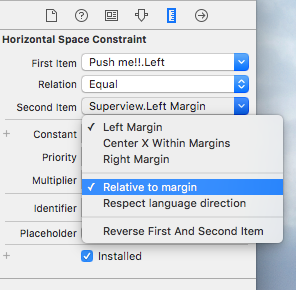 Horizontal Space Constraint
First Item Push me!!.Left
Relation Equal
Second Item Superview.Left Margin
+ Constant
Priority
Multiplier
Identifier
Placeholder
✓ Left Margin
Center X Within Margins
Right Margin
✓ Relative to margin
Respect language direction
Reverse First And Second Item
+ Installed